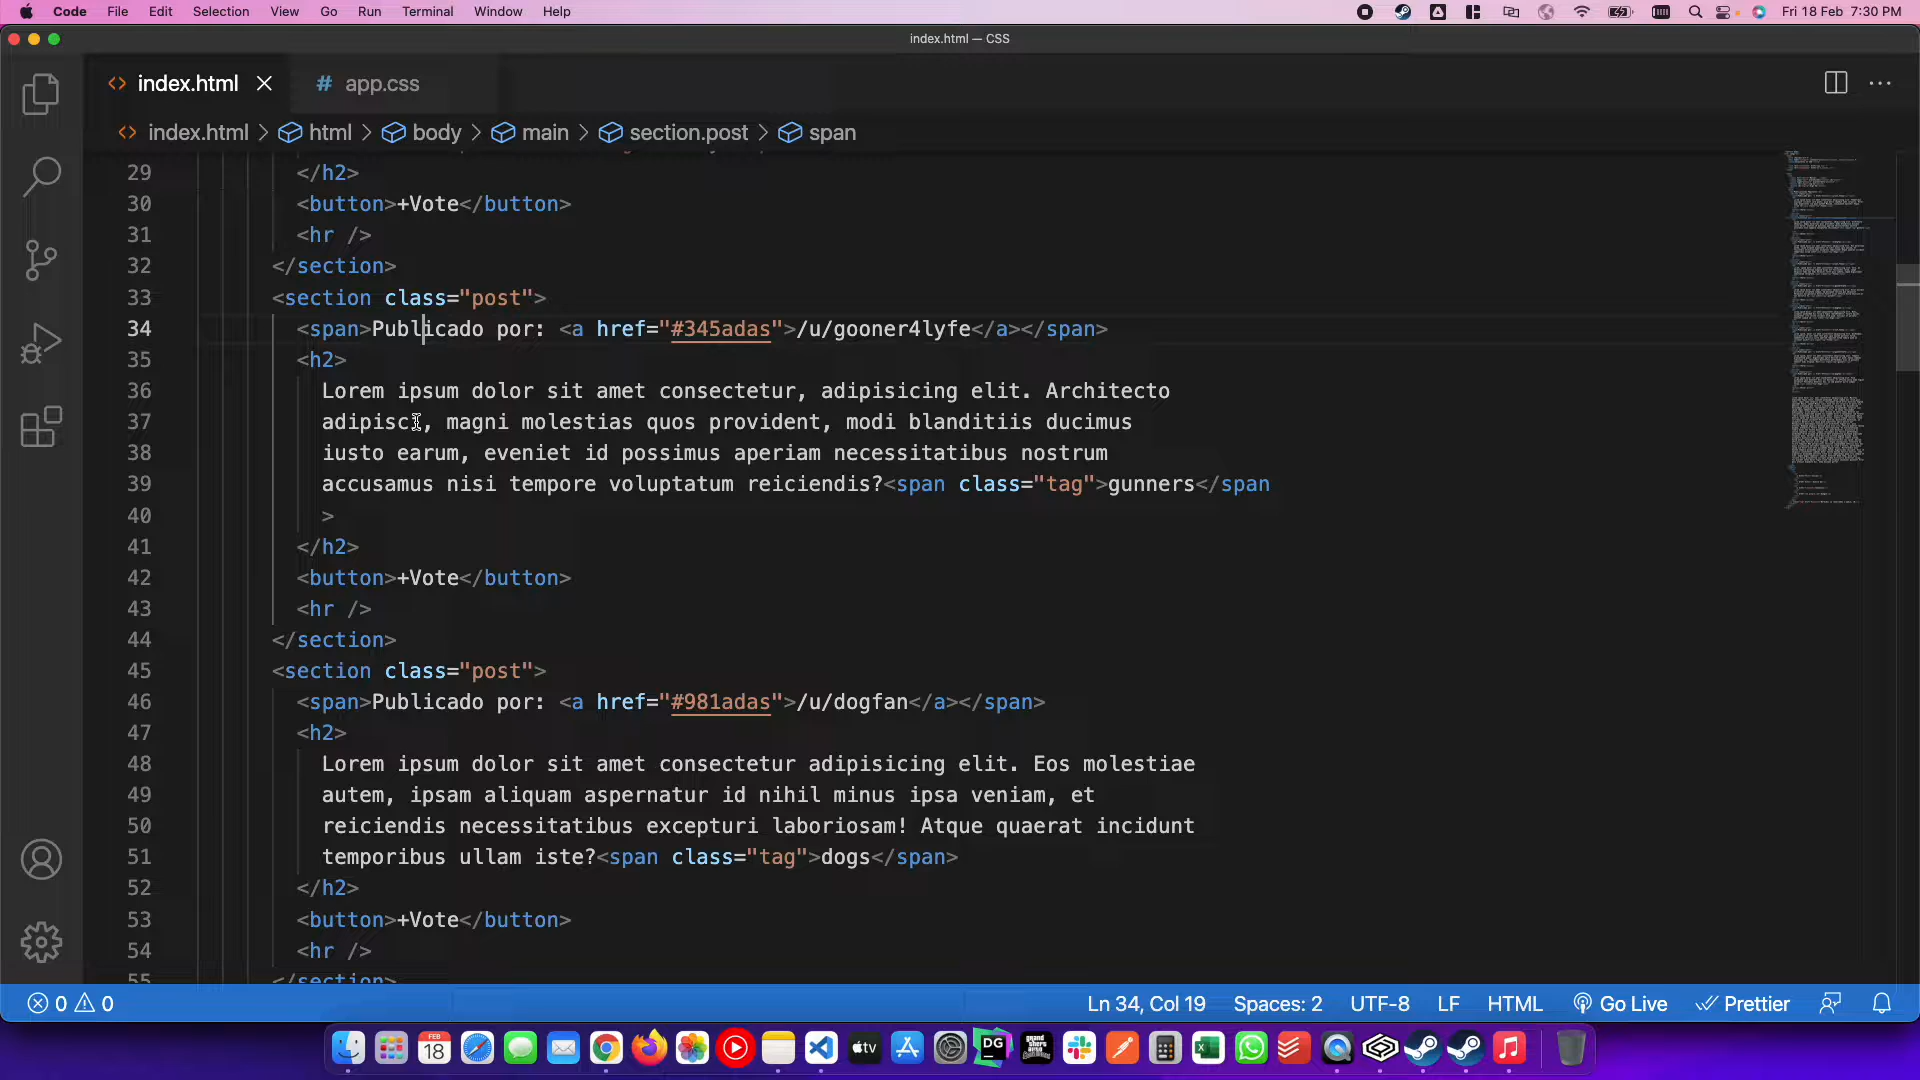 Code File Edit Selection View Go Run Terminal Window Help Fri 18 Feb 7:30 PM
index.html — CSS
<> index.html # app.css
<> index.html > html > body > main > section.post > span
29 </h2>
30 <button>+Vote</button>
31 <hr />
32 </section>
33 <section class="post">
34 <span>Publicado por: <a href="#345adas">/u/gooner4lyfe</a></span>
35 <h2>
36 Lorem ipsum dolor sit amet consectetur, adipisicing elit. Architecto
37 adipisci, magni molestias quos provident, modi blanditiis ducimus
38 iusto earum, eveniet id possimus aperiam necessitatibus nostrum
39 accusamus nisi tempore voluptatum reiciendis?<span class="tag">gunners</span
40 >
41 </h2>
42 <button>+Vote</button>
43 <hr />
44 </section>
45 <section class="post">
46 <span>Publicado por: <a href="#981adas">/u/dogfan</a></span>
47 <h2>
48 Lorem ipsum dolor sit amet consectetur adipisicing elit. Eos molestiae
49 autem, ipsam aliquam aspernatur id nihil minus ipsa veniam, et
50 reiciendis necessitatibus excepturi laboriosam! Atque quaerat incidunt
51 temporibus ullam iste?<span class="tag">dogs</span>
52 </h2>
53 <button>+Vote</button>
54 <hr />
55 </section>
0 0 Ln 34, Col 19 Spaces: 2 UTF-8 LF HTML Go Live Prettier
FEB
18 tv DG